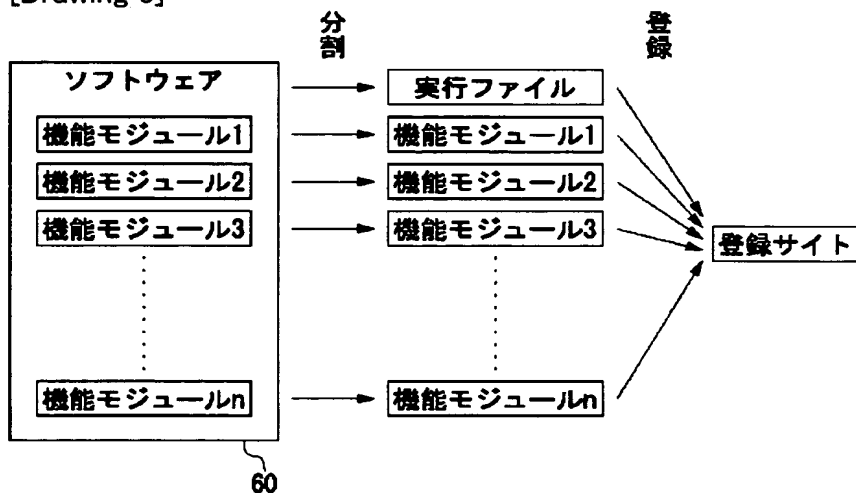 分割
登録
ソフトウェア
実行ファイル
機能モジュール1
機能モジュール1
機能モジュール2
機能モジュール2
機能モジュール3
機能モジュール3
登録サイト
機能モジュールn
機能モジュールn
60